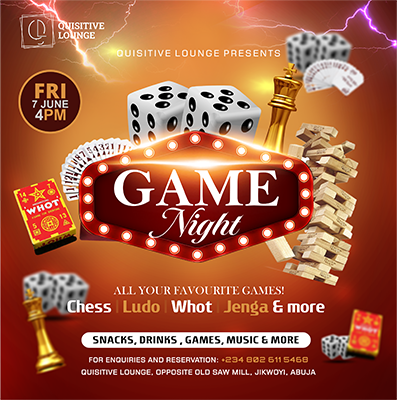 QUISITIVE
LOUNGE
QUISITIVE LOUNGE PRESENTS
FRI
7 JUNE
4PM
WHOT
GAME
Night
ALL YOUR FAVOURITE GAMES!
Chess | Ludo | Whot | Jenga & more
SNACKS, DRINKS , GAMES, MUSIC & MORE
FOR ENQUIRIES AND RESERVATION: +234 802 611 5468
QUISITIVE LOUNGE, OPPOSITE OLD SAW MILL, JIKWOYI, ABUJA
WHOT